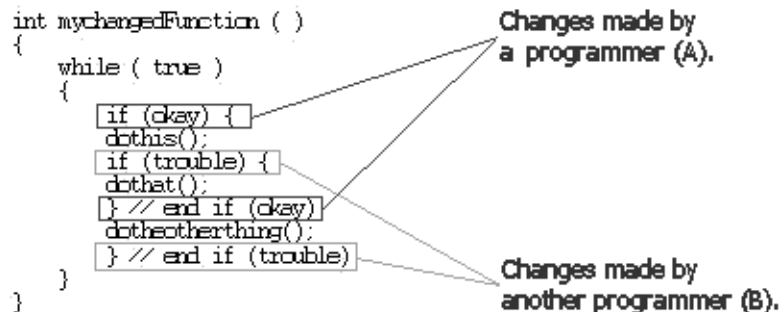 int mychangedFunction ( )
{
while ( true )
{
if (okay) {
dothis();
if (trouble) {
dothat();
} // end if (okay)
dotheotherthing();
} // end if (trouble)
}
}
Changes made by
a programmer (A).
Changes made by
another programmer (B).